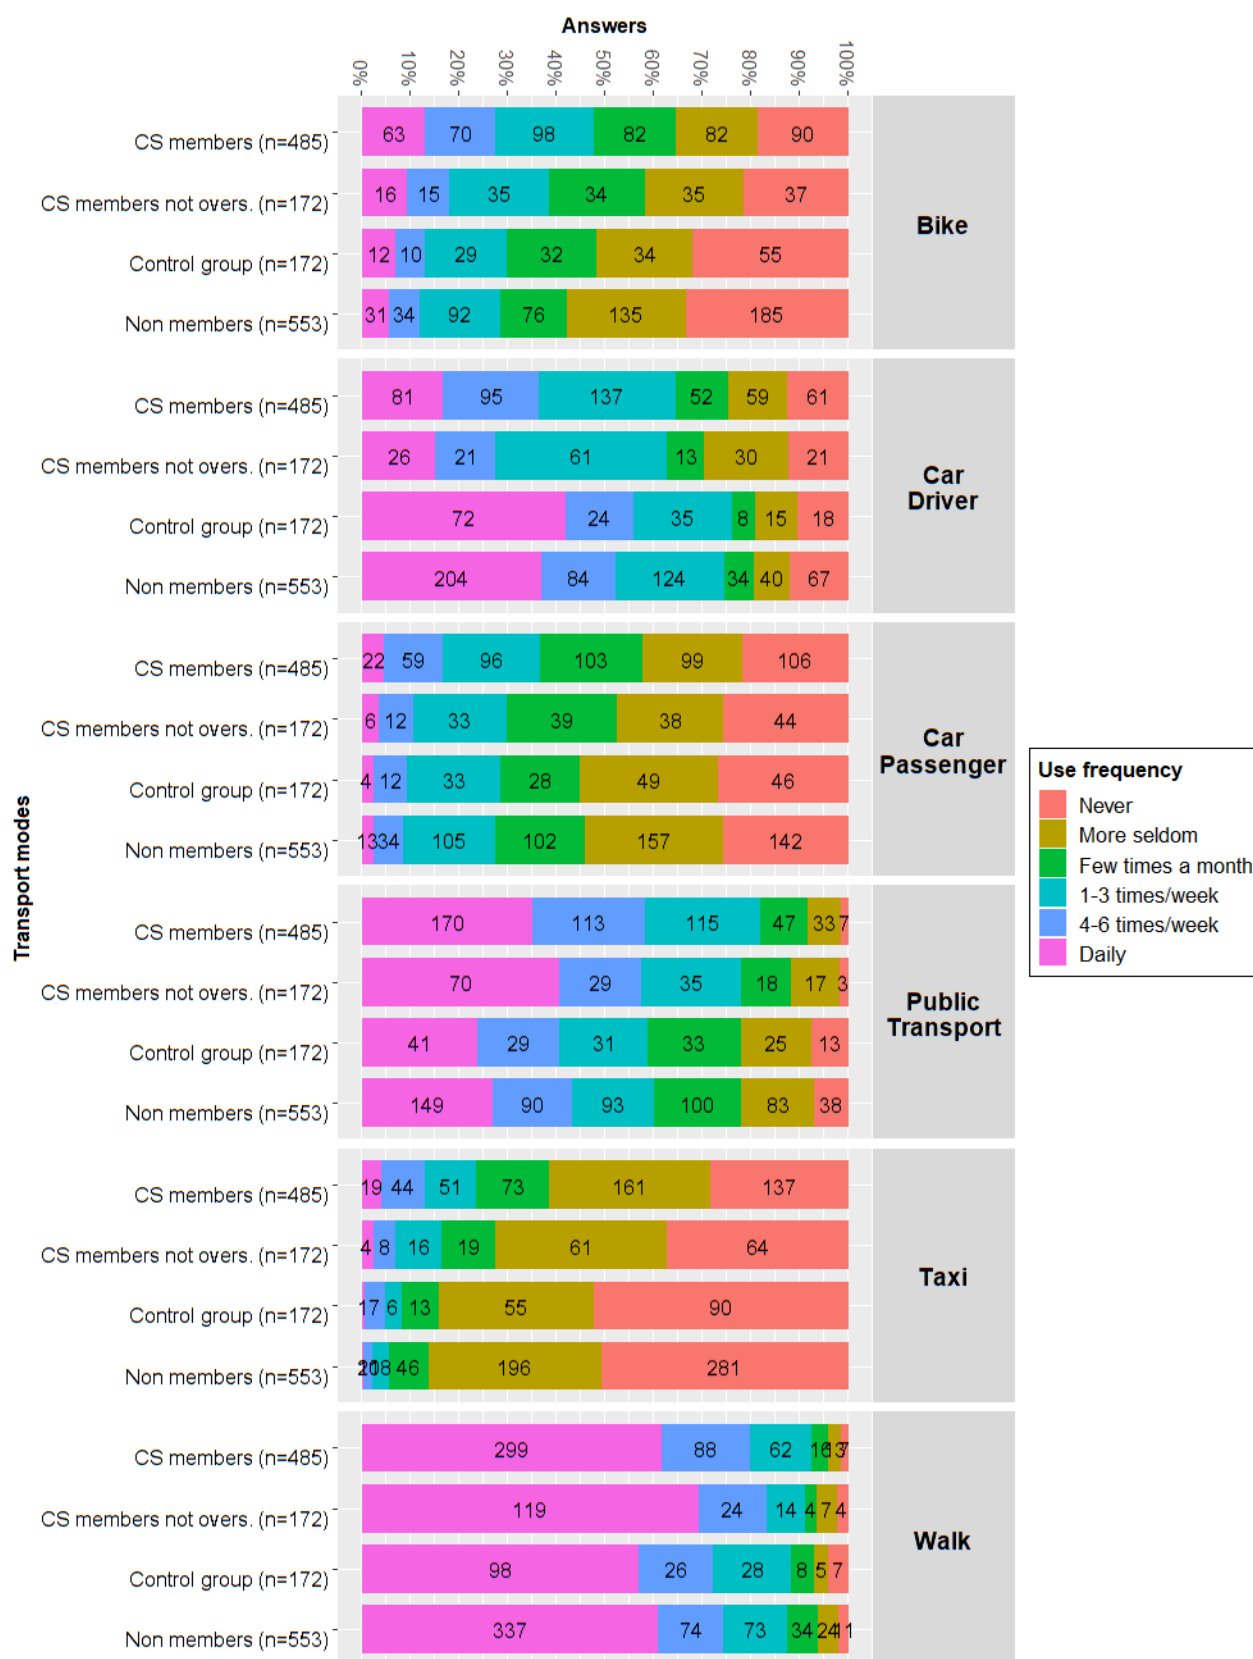 Answers
0% 10% 20% 30% 40% 50% 60% 70% 80% 90% 100%
Transport modes
Bike
CS members (n=485) 63 70 98 82 82 90
CS members not overs. (n=172) 16 15 35 34 35 37
Control group (n=172) 12 10 29 32 34 55
Non members (n=553) 31 34 92 76 135 185
Car
Driver
CS members (n=485) 81 95 137 52 59 61
CS members not overs. (n=172) 26 21 61 13 30 21
Control group (n=172) 72 24 35 8 15 18
Non members (n=553) 204 84 124 34 40 67
Car
Passenger
CS members (n=485) 22 59 96 103 99 106
CS members not overs. (n=172) 6 12 33 39 38 44
Control group (n=172) 4 12 33 28 49 46
Non members (n=553) 13 34 105 102 157 142
Public
Transport
CS members (n=485) 170 113 115 47 33 7
CS members not overs. (n=172) 70 29 35 18 17 3
Control group (n=172) 41 29 31 33 25 13
Non members (n=553) 149 90 93 100 83 38
Taxi
CS members (n=485) 19 44 51 73 161 137
CS members not overs. (n=172) 4 8 16 19 61 64
Control group (n=172) 1 7 6 13 55 90
Non members (n=553) 2 10 18 46 196 281
Walk
CS members (n=485) 299 88 62 16 13 7
CS members not overs. (n=172) 119 24 14 4 7 4
Control group (n=172) 98 26 28 8 5 7
Non members (n=553) 337 74 73 34 24 11
Use frequency
Never
More seldom
Few times a month
1-3 times/week
4-6 times/week
Daily